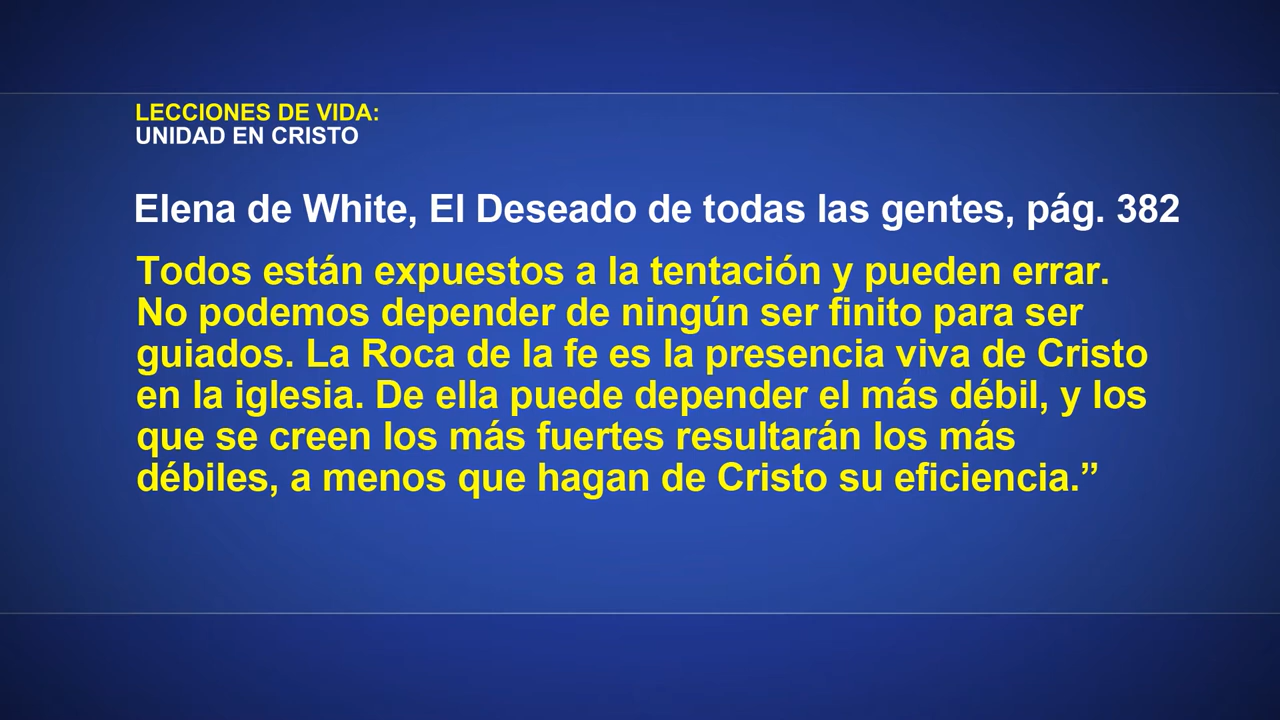 LECCIONES DE VIDA:
UNIDAD EN CRISTO
Elena de White, El Deseado de todas las gentes, pág. 382
Todos están expuestos a la tentación y pueden errar.
No podemos depender de ningún ser finito para ser
guiados. La Roca de la fe es la presencia viva de Cristo
en la iglesia. De ella puede depender el más débil, y los
que se creen los más fuertes resultarán los más
débiles, a menos que hagan de Cristo su eficiencia.”